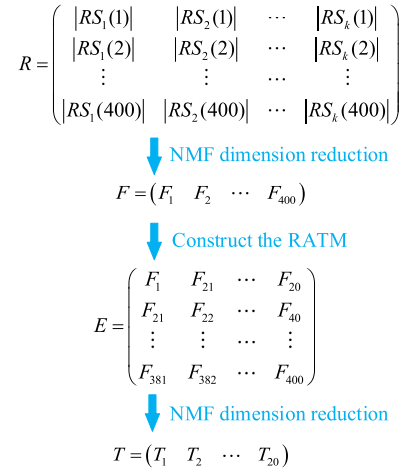 |RS₁(1)| |RS₂(1)| ⋯ |RSₖ(1)|
|RS₁(2)| |RS₂(2)| ⋯ |RSₖ(2)|
R =
⋮ ⋮ ⋯ ⋮
|RS₁(400)| |RS₂(400)| ⋯ |RSₖ(400)|
NMF dimension reduction
F = (F₁ F₂ ⋯ F₄₀₀)
Construct the RATM
F₁ F₂₁ ⋯ F₂₀
F₂₁ F₂₂ ⋯ F₄₀
E =
⋮ ⋮ ⋯ ⋮
F₃₈₁ F₃₈₂ ⋯ F₄₀₀
NMF dimension reduction
T = (T₁ T₂ ⋯ T₂₀)